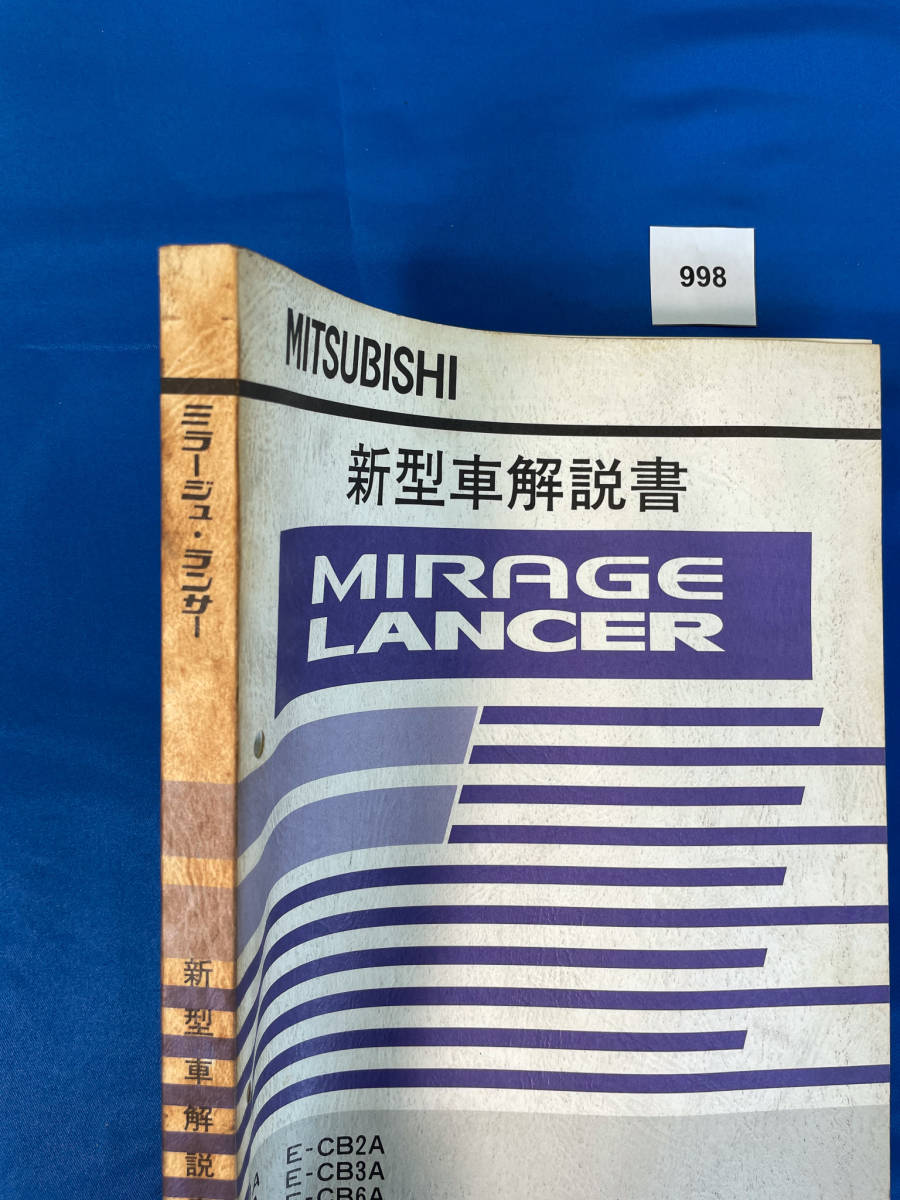 998
MITSUBISHI
新型車解説書
MIRAGE
LANCER
E-CB2A
E-CB3A
E-CB6A
A
ミラージュ・ランサー
新型車解説